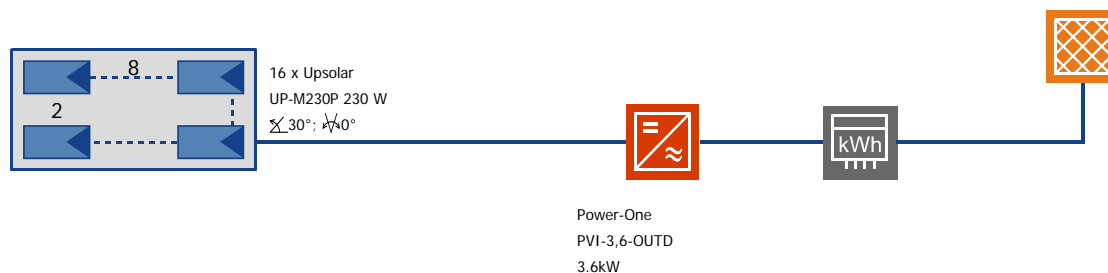 8
2
16 x Upsolar
UP-M230P 230 W
30°; 0°
kWh
Power-One
PVI-3,6-OUTD
3.6kW